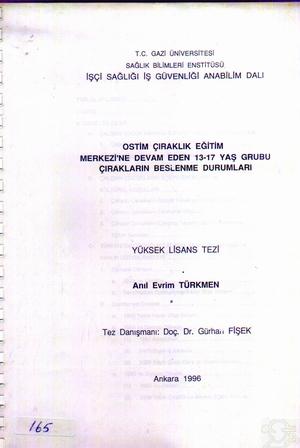 T.C. GAZİ ÜNİVERSİTESİ
SAĞLIK BİLİMLERİ ENSTİTÜSÜ
İŞÇİ SAĞLIĞI İŞ GÜVENLİĞİ ANABİLİM DALI
OSTİM ÇIRAKLIK EĞİTİM
MERKEZİ'NE DEVAM EDEN 13-17 YAŞ GRUBU
ÇIRAKLARIN BESLENME DURUMLARI
YÜKSEK LİSANS TEZİ
Anıl Evrim TÜRKMEN
Tez Danışmanı: Doç. Dr. Gürhan FİŞEK
Ankara 1996
165